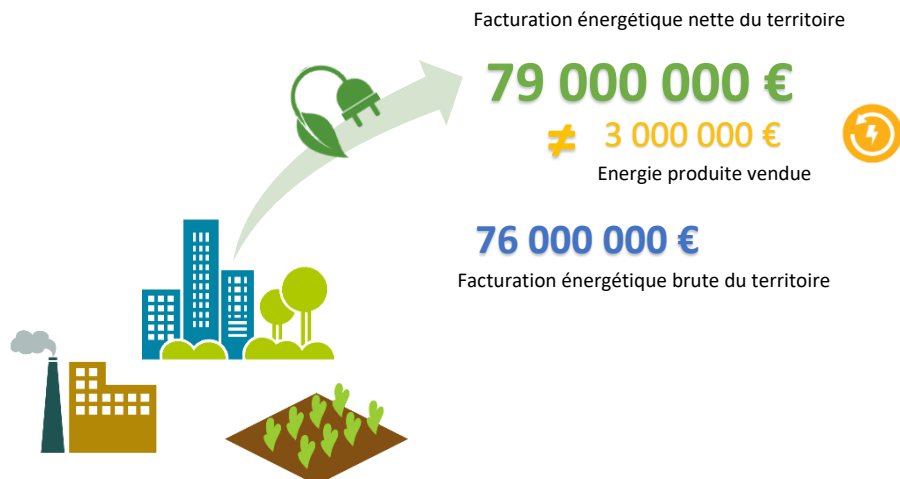 Facturation énergétique nette du territoire
79 000 000 €
≠ 3 000 000 €
Energie produite vendue
76 000 000 €
Facturation énergétique brute du territoire